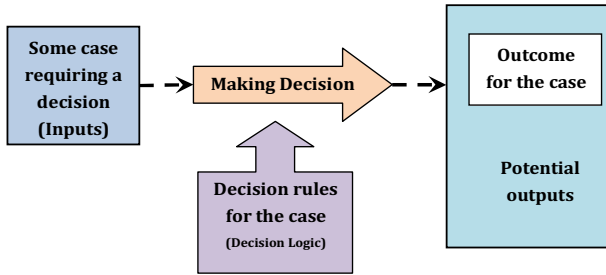 Some case
requiring a
decision
(Inputs)
Making Decision
Decision rules
for the case
(Decision Logic)
Outcome
for the case
Potential
outputs